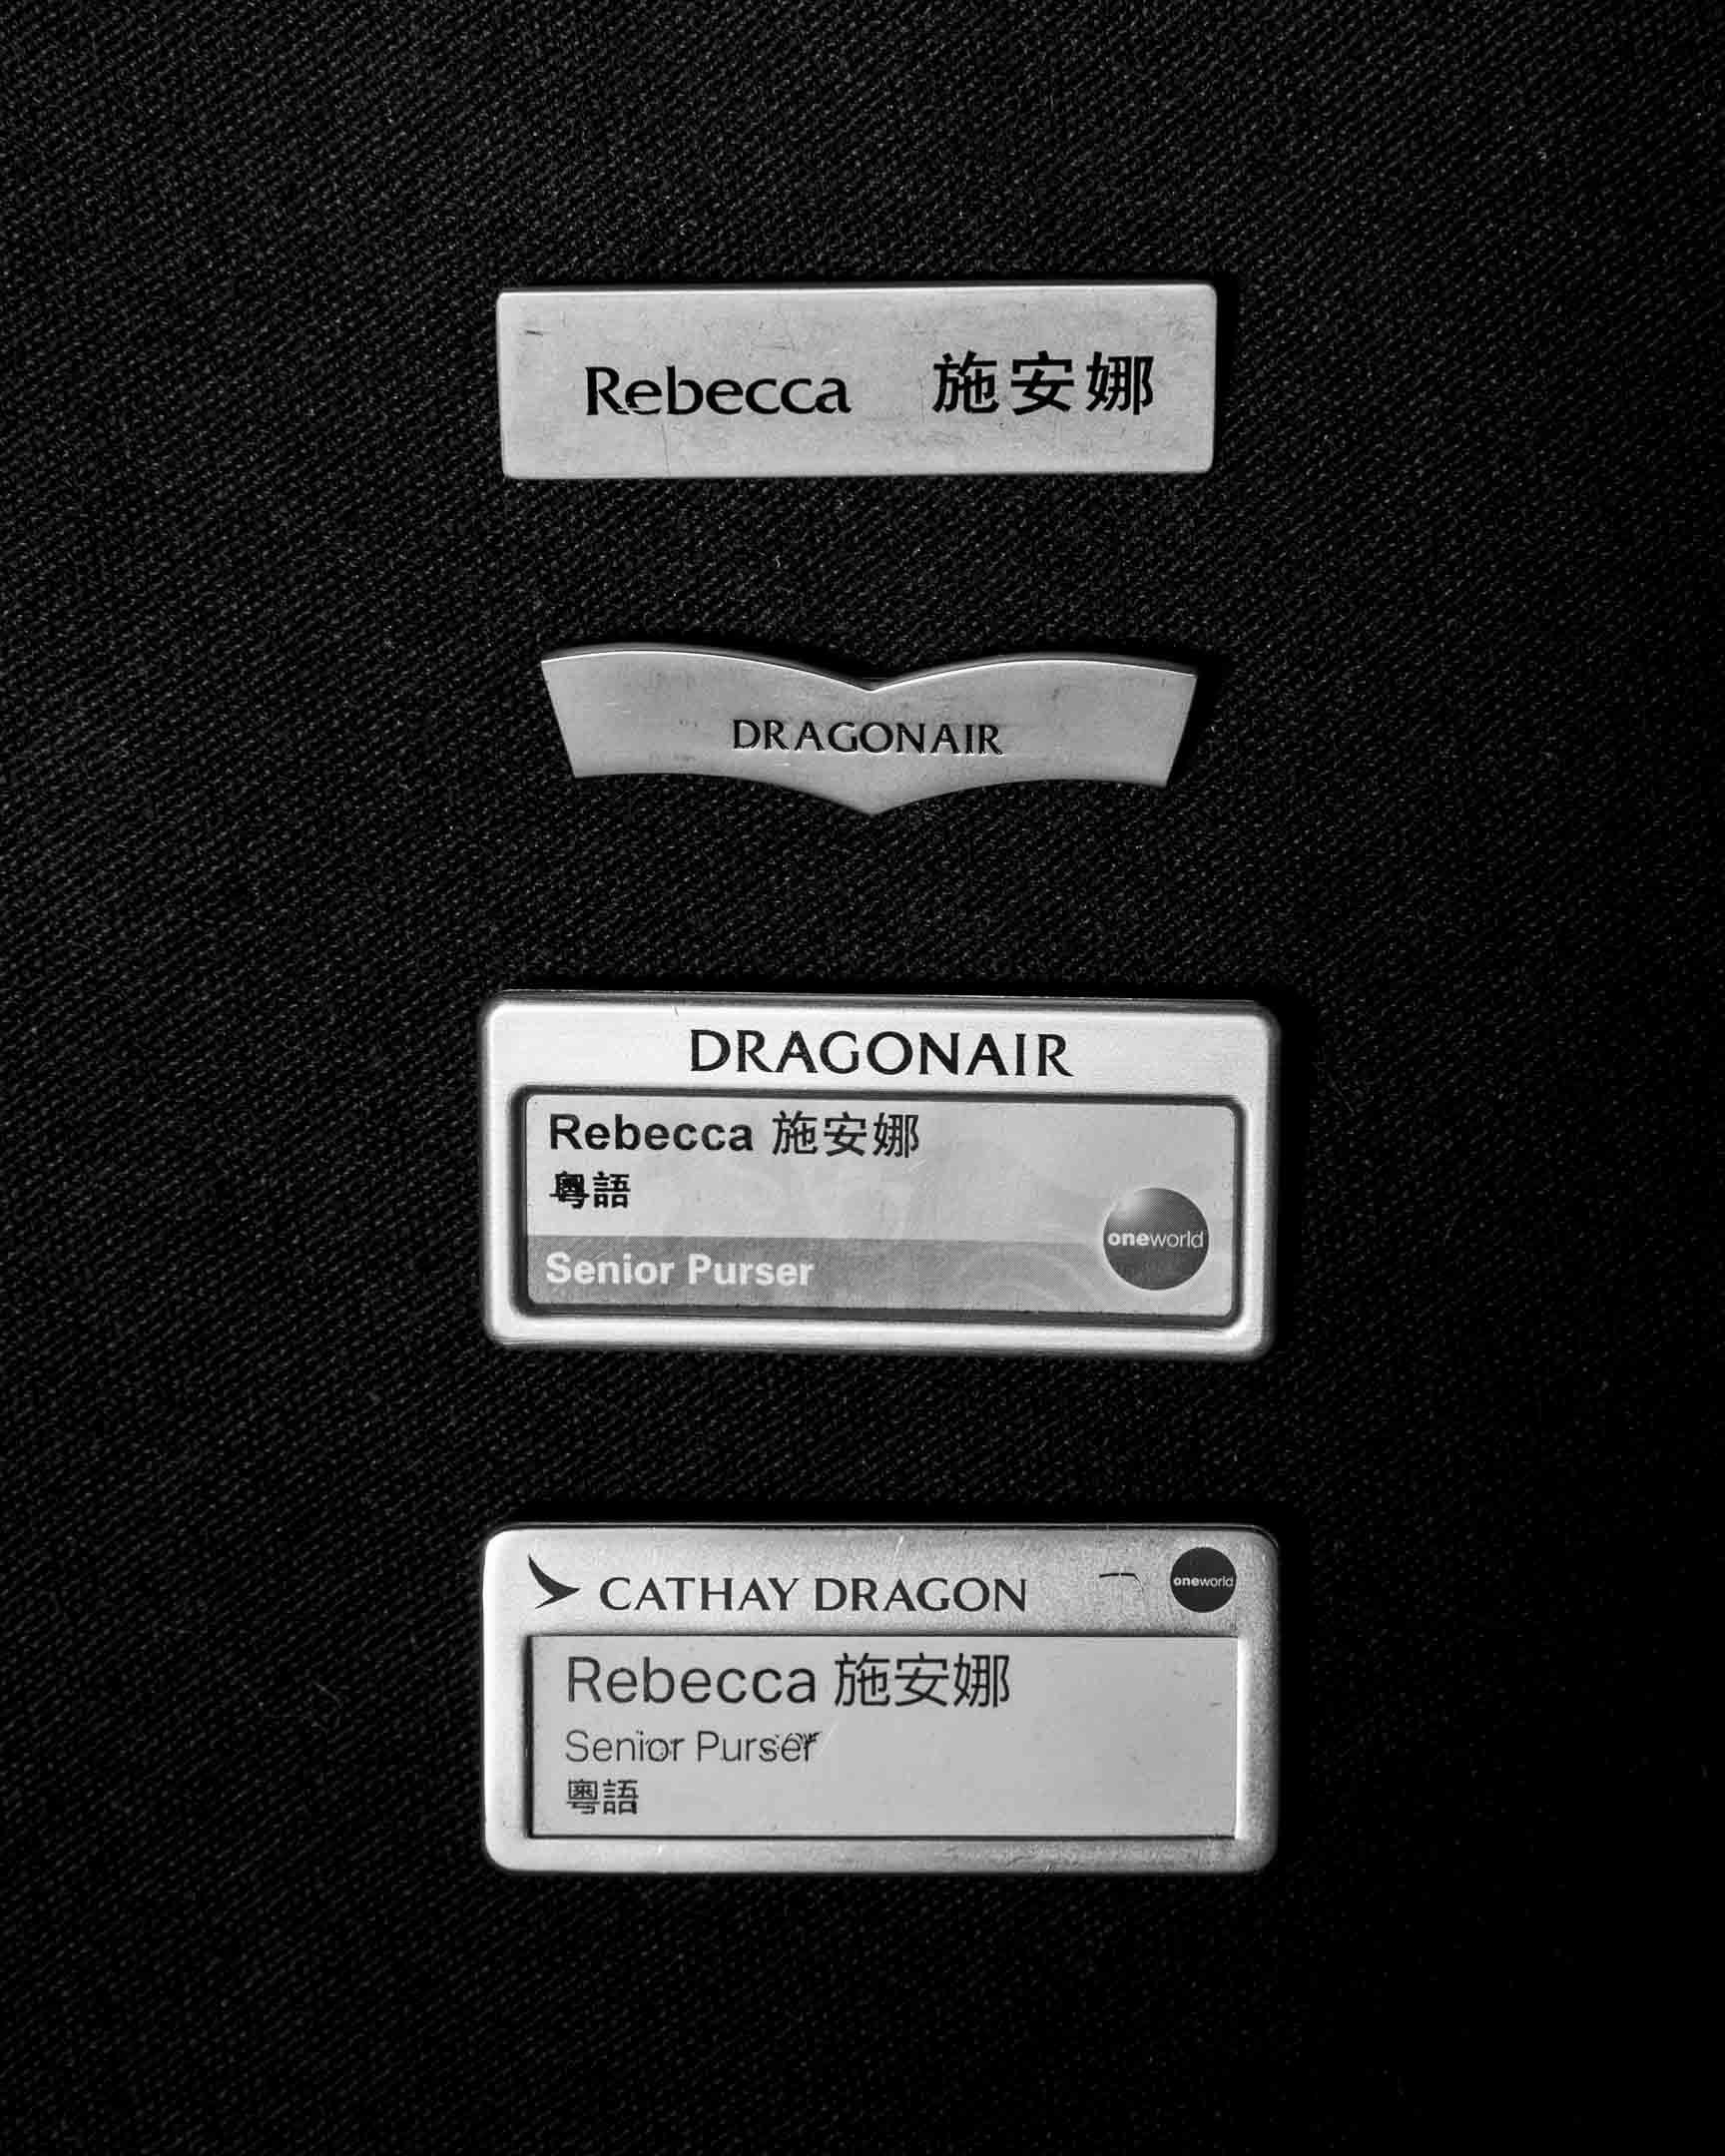 Rebecca 施安娜
DRAGONAIR
DRAGONAIR
Rebecca 施安娜
粵語
oneworld
Senior Purser
CATHAY DRAGON
oneworld
Rebecca 施安娜
Senior Purser
粵語